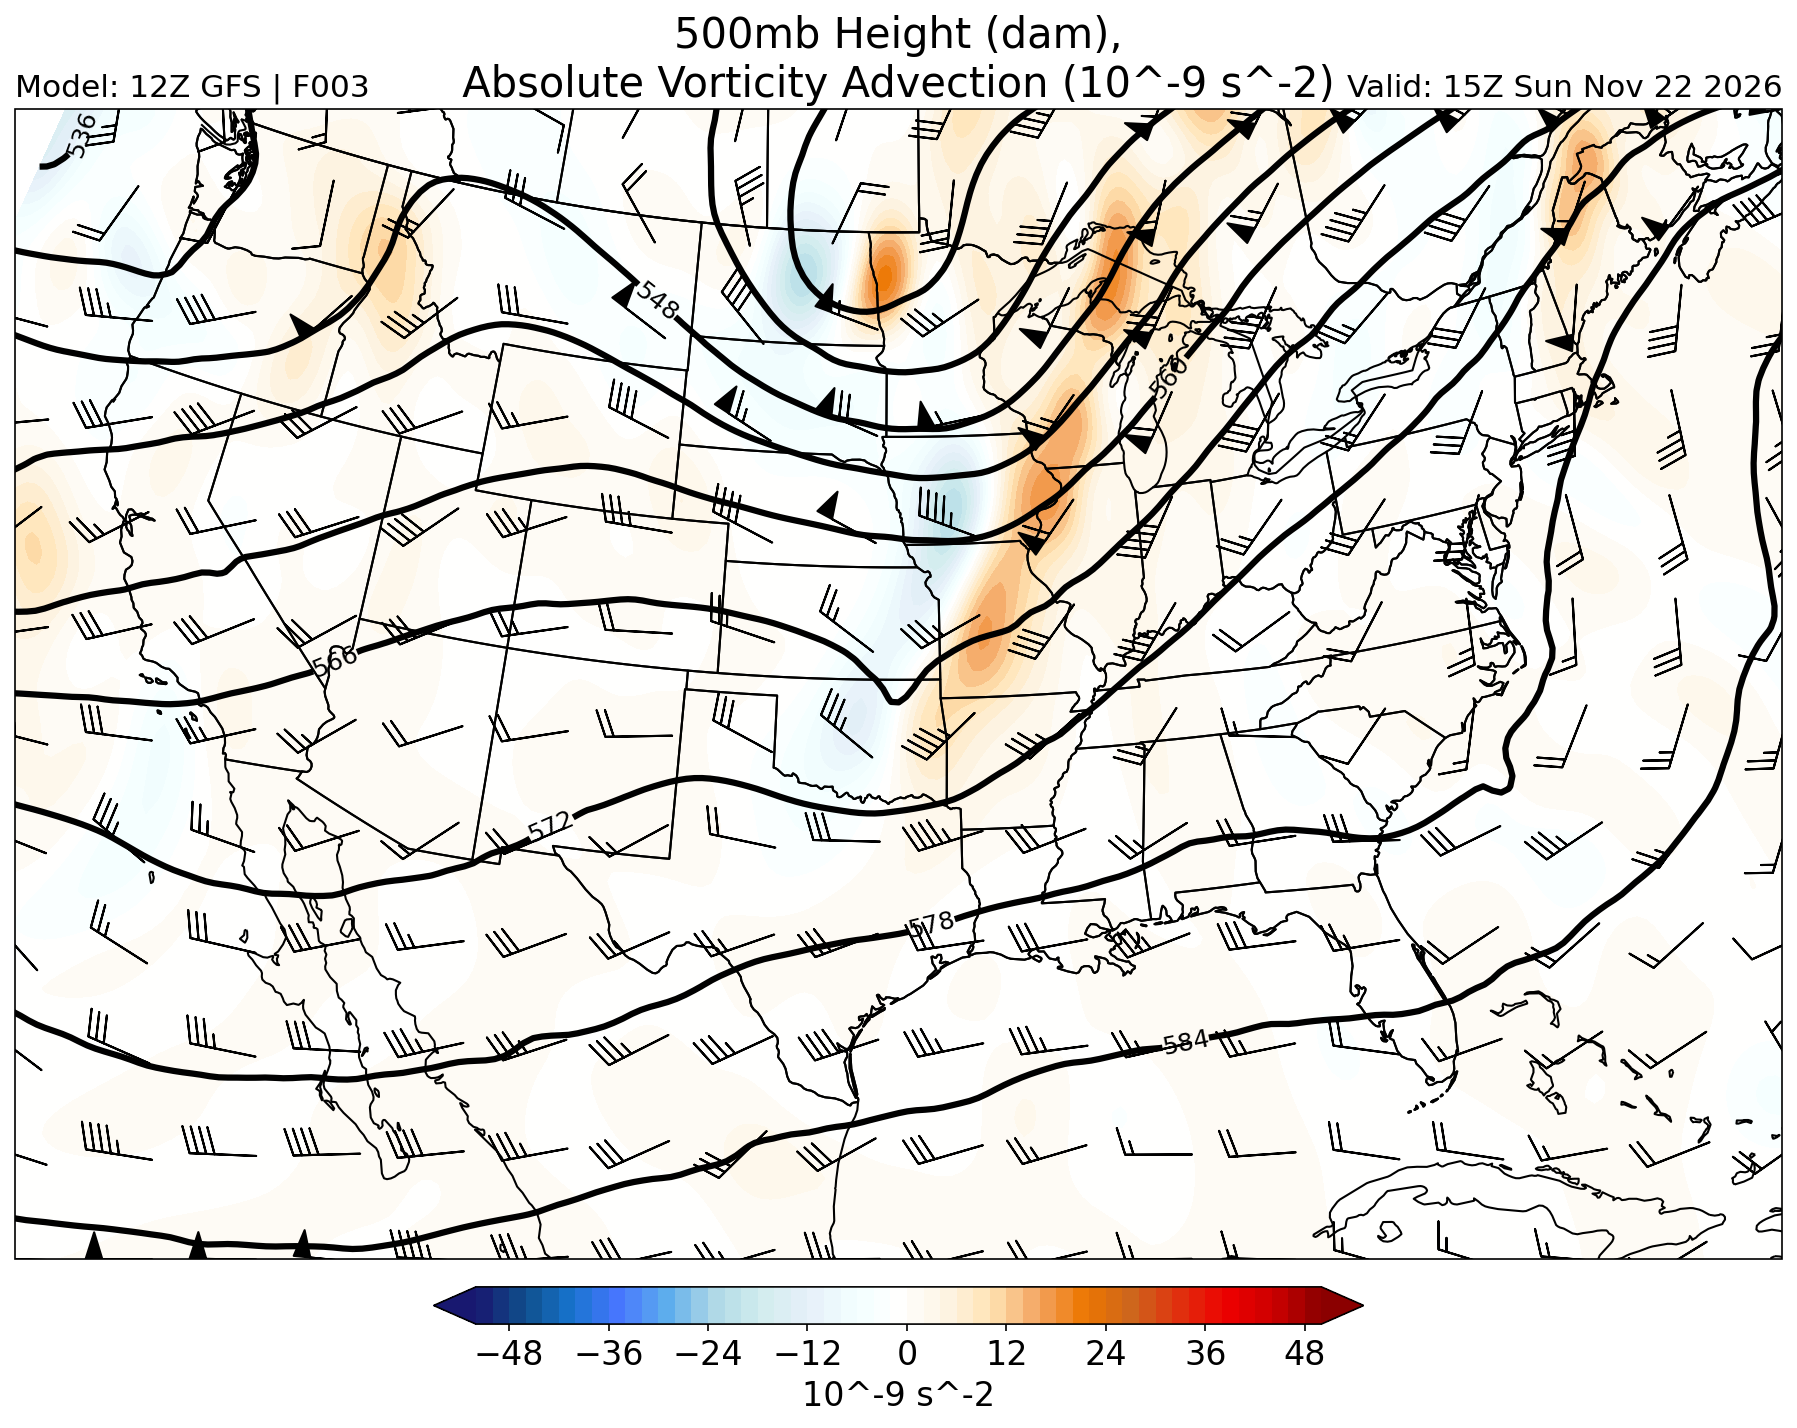 500mb Height (dam),
Model: 12Z GFS | F003
Absolute Vorticity Advection (10^-9 s^-2)
Valid: 15Z Sun Nov 22 2026
536
548
560
566
572
578
584
−48 −36 −24 −12 0 12 24 36 48
10^-9 s^-2